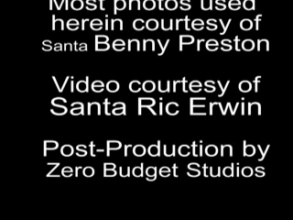 Most photos used
herein courtesy of
Santa Benny Preston
Video courtesy of
Santa Ric Erwin
Post-Production by
Zero Budget Studios